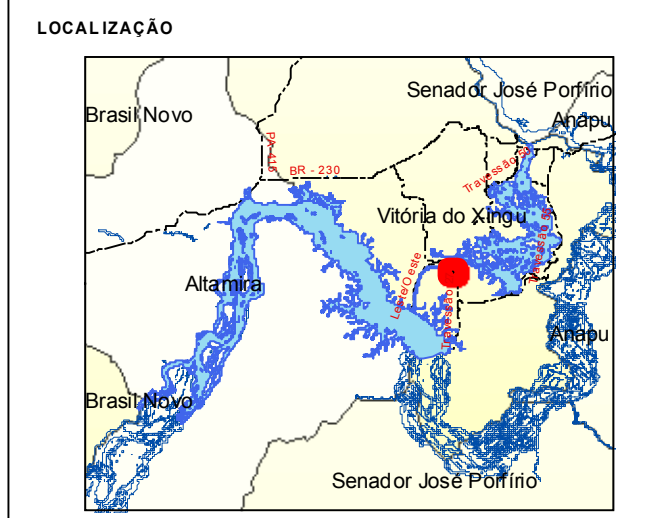 LOCALIZAÇÃO
Senador José Porfírio
Brasil Novo
Anapu
PA-415
BR - 230
Travessão
Vitória do Xingu
Travessão
Altamira
Leste/Oeste
Travessão
Anapu
Brasil Novo
Senador José Porfírio